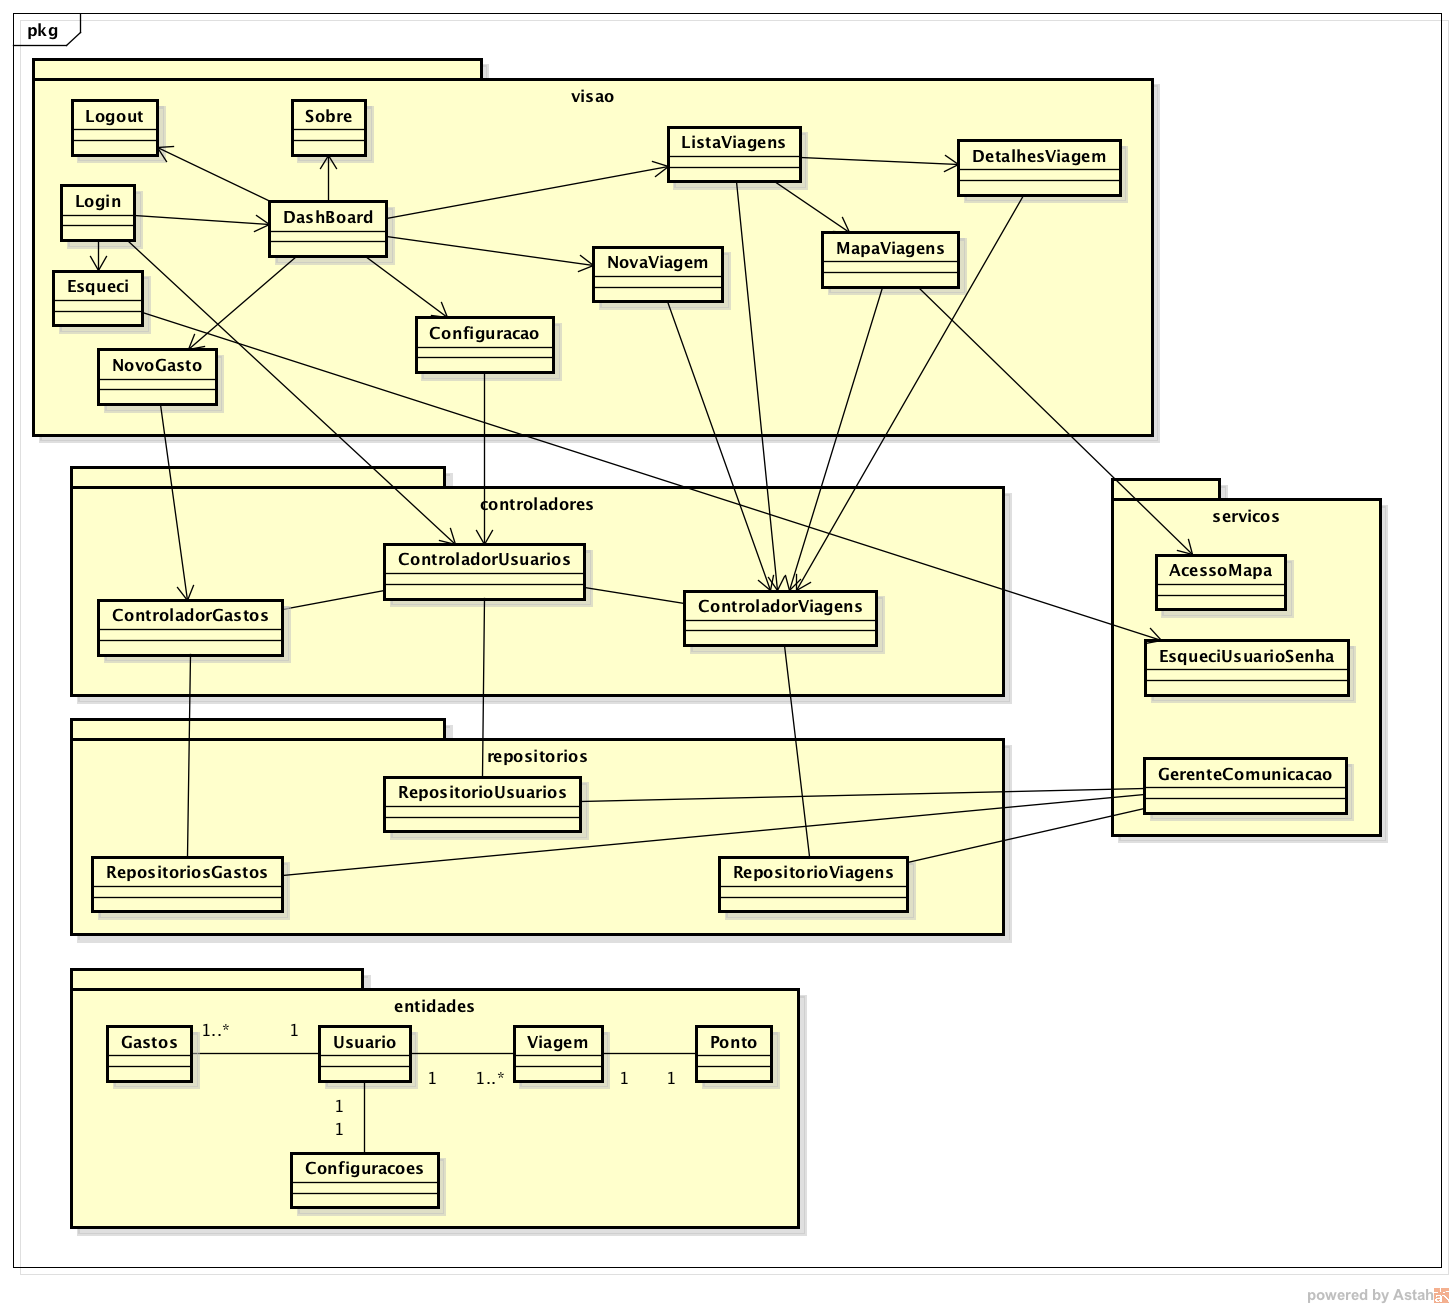 pkg
visao
Logout
Sobre
ListaViagens
DetalhesViagem
Login
DashBoard
MapaViagens
NovaViagem
Esqueci
Configuracao
NovoGasto
controladores
servicos
ControladorUsuarios
AcessoMapa
ControladorGastos
ControladorViagens
EsqueciUsuarioSenha
repositorios
GerenteComunicacao
RepositorioUsuarios
RepositoriosGastos
RepositorioViagens
entidades
Gastos
1..*
1
Usuario
Viagem
Ponto
1
1..*
1
1
1
1
Configuracoes
powered by Astah